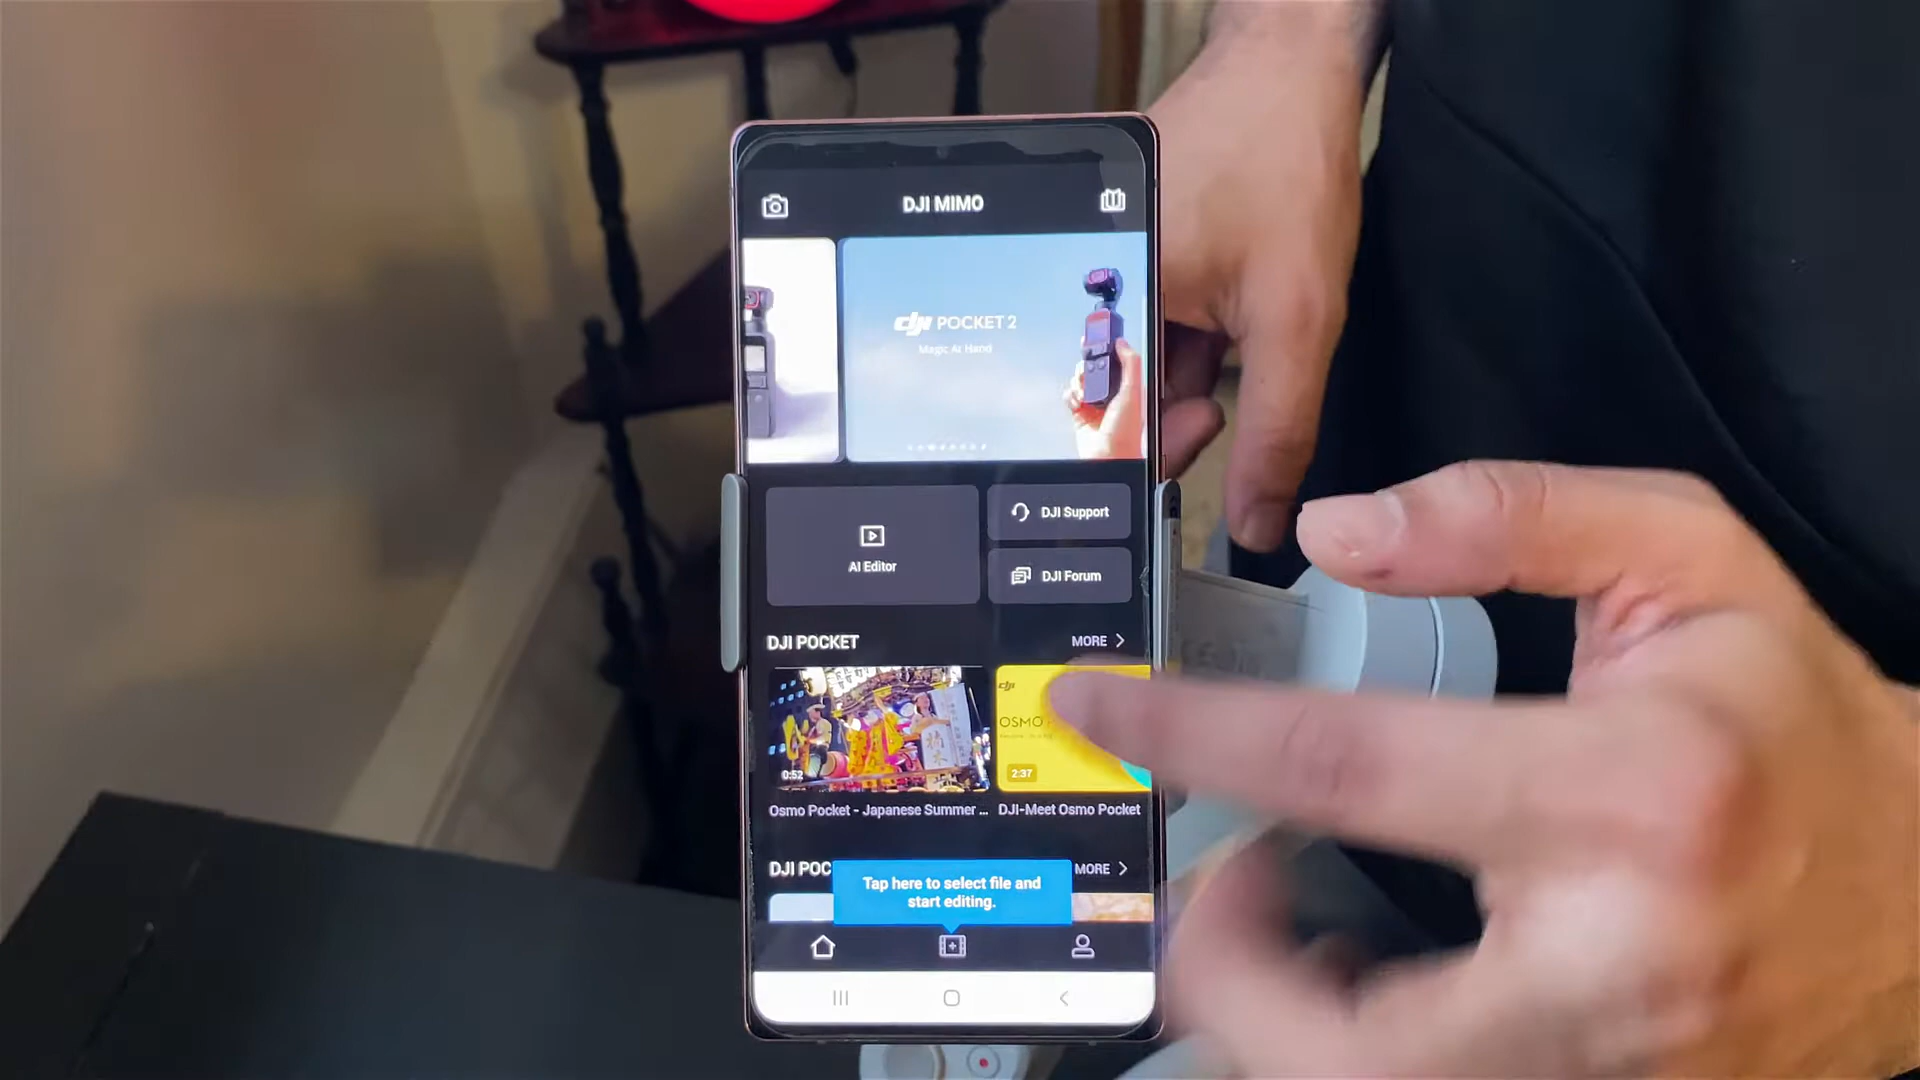 DJI MIMO
dji POCKET 2
Magic At Hand
AI Editor
DJI Support
DJI Forum
DJI POCKET
MORE
dji
OSMO
0:52
2:37
Osmo Pocket - Japanese Summer ...
DJI-Meet Osmo Pocket
DJI POC
MORE
Tap here to select file and
start editing.